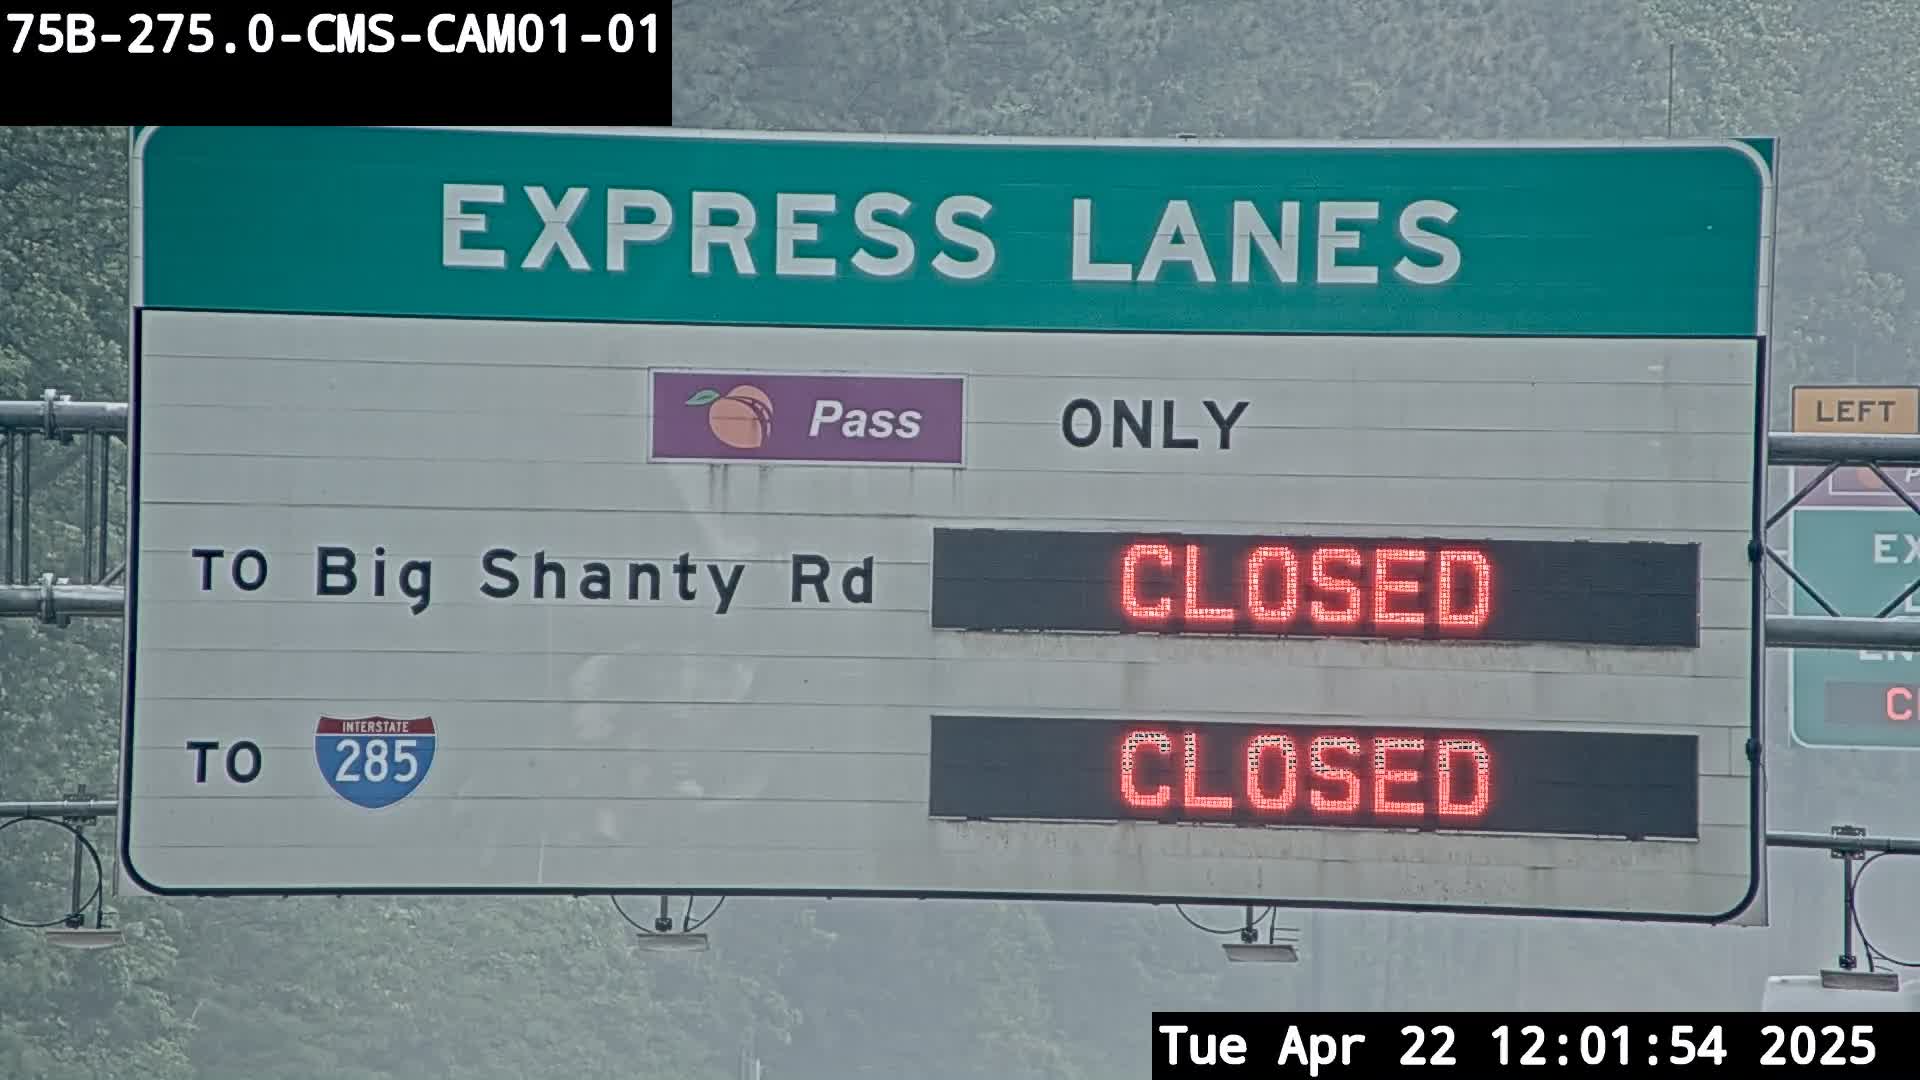 75B-275.0-CMS-CAM01-01
EXPRESS LANES
Pass ONLY
TO Big Shanty Rd CLOSED
TO INTERSTATE 285 CLOSED
LEFT
Tue Apr 22 12:01:54 2025